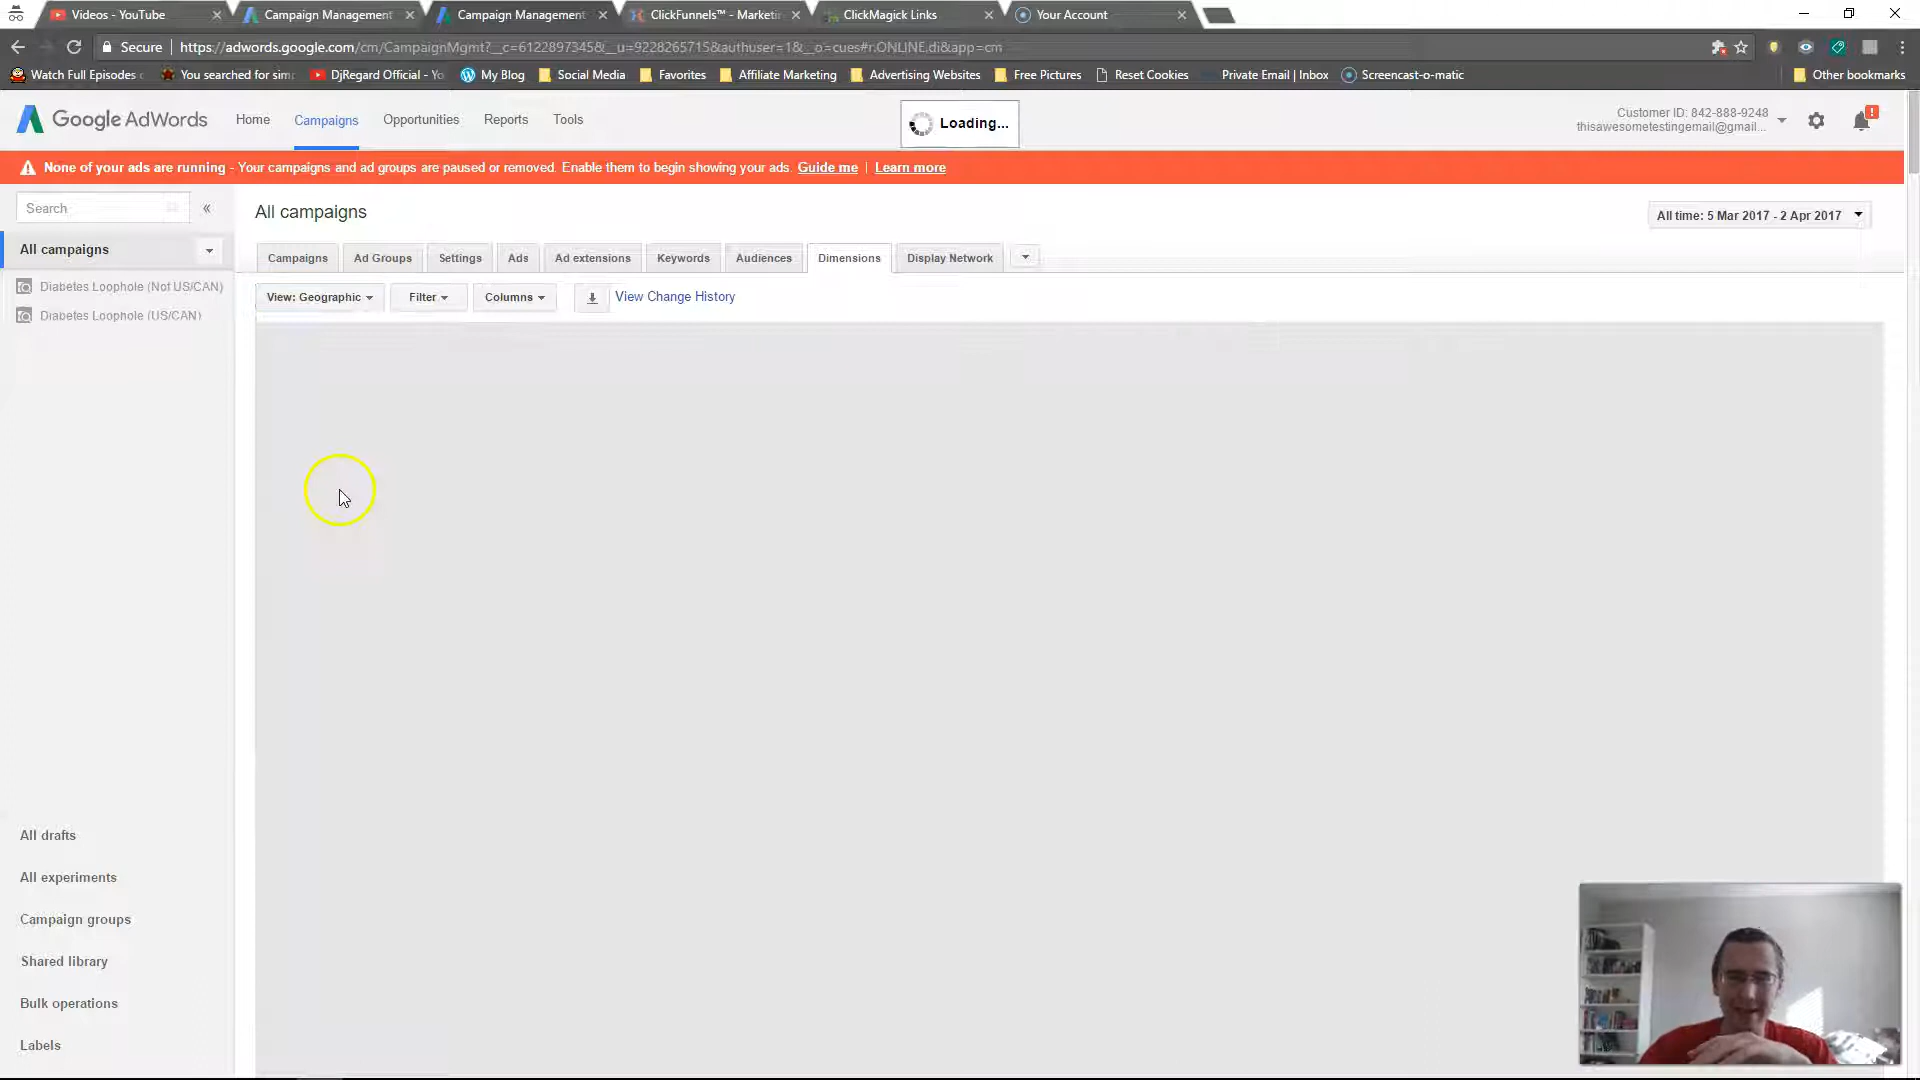 Videos - YouTube
Campaign Management
Campaign Management
ClickFunnels™ - Marketi
ClickMagick Links
Your Account
Secure
https://adwords.google.com/cm/CampaignMgmt?__c=6122897345&__u=9228265715&authuser=1&__o=cues#r.ONLINE.di&app=cm
Watch Full Episodes
You searched for sim
DjRegard Official - Yo
My Blog
Social Media
Favorites
Affiliate Marketing
Advertising Websites
Free Productions
Reset Cookies
Private Email | Inbox
Screencast-o-matic
Other bookmarks
Google AdWords
Home
Campaigns
Opportunities
Reports
Tools
Loading...
Customer ID: 842-888-9248
thisawesometestingemail@gmail...
!
None of your ads are running - Your campaigns and ad groups are paused or removed. Enable them to begin showing your ads. Guide me | Learn more
Search
«
All campaigns
All time: 5 Mar 2017 - 2 Apr 2017
All campaigns
Campaigns
Ad Groups
Settings
Ads
Ad extensions
Keywords
Audiences
Dimensions
Display Network
Diabetes Loophole (Not US/CAN)
Diabetes Loophole (US/CAN)
View: Geographic
Filter
Columns
View Change History
All drafts
All experiments
Campaign groups
Shared library
Bulk operations
Labels